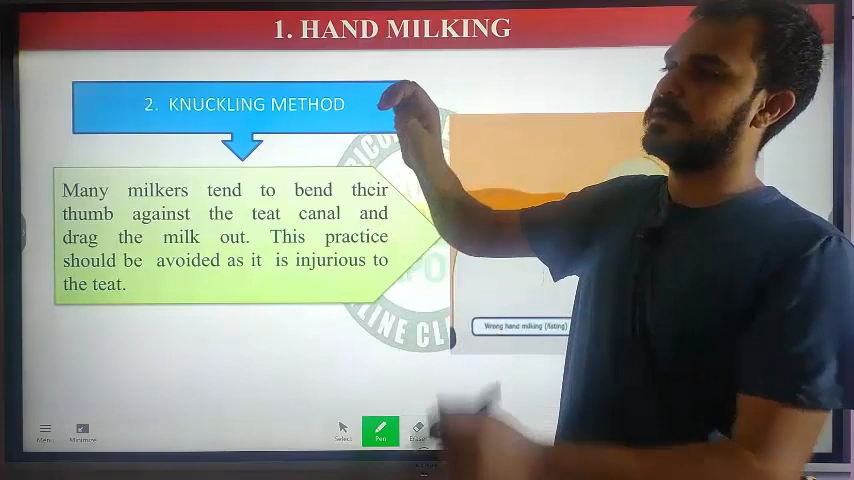 1. HAND MILKING
2. KNUCKLING METHOD
Many milkers tend to bend their
thumb against the teat canal and
drag the milk out. This practice
should be avoided as it is injurious to
the teat.
Wrong hand milking (fisting)
Menu
Minimize
Select
Pen
Eraser